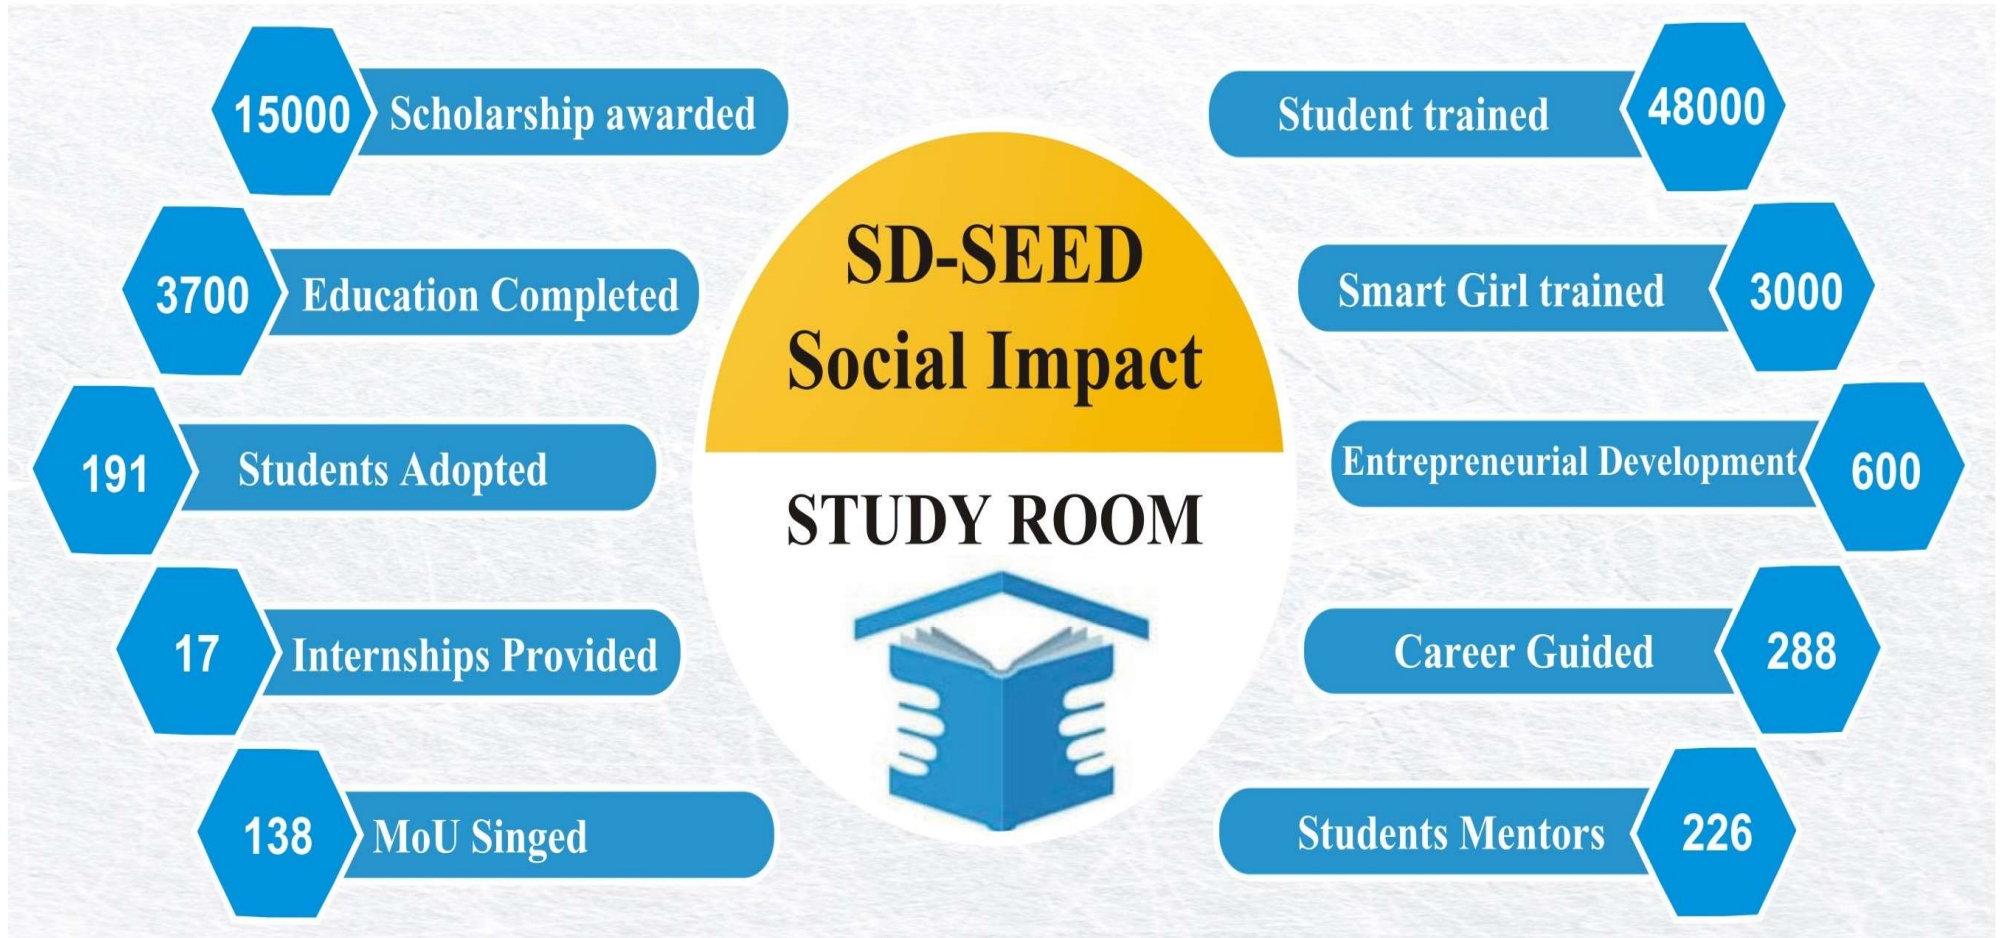 15000 Scholarship awarded
3700 Education Completed
191 Students Adopted
17 Internships Provided
138 MoU Singed
SD-SEED
Social Impact
STUDY ROOM
Student trained 48000
Smart Girl trained 3000
Entrepreneurial Development 600
Career Guided 288
Students Mentors 226